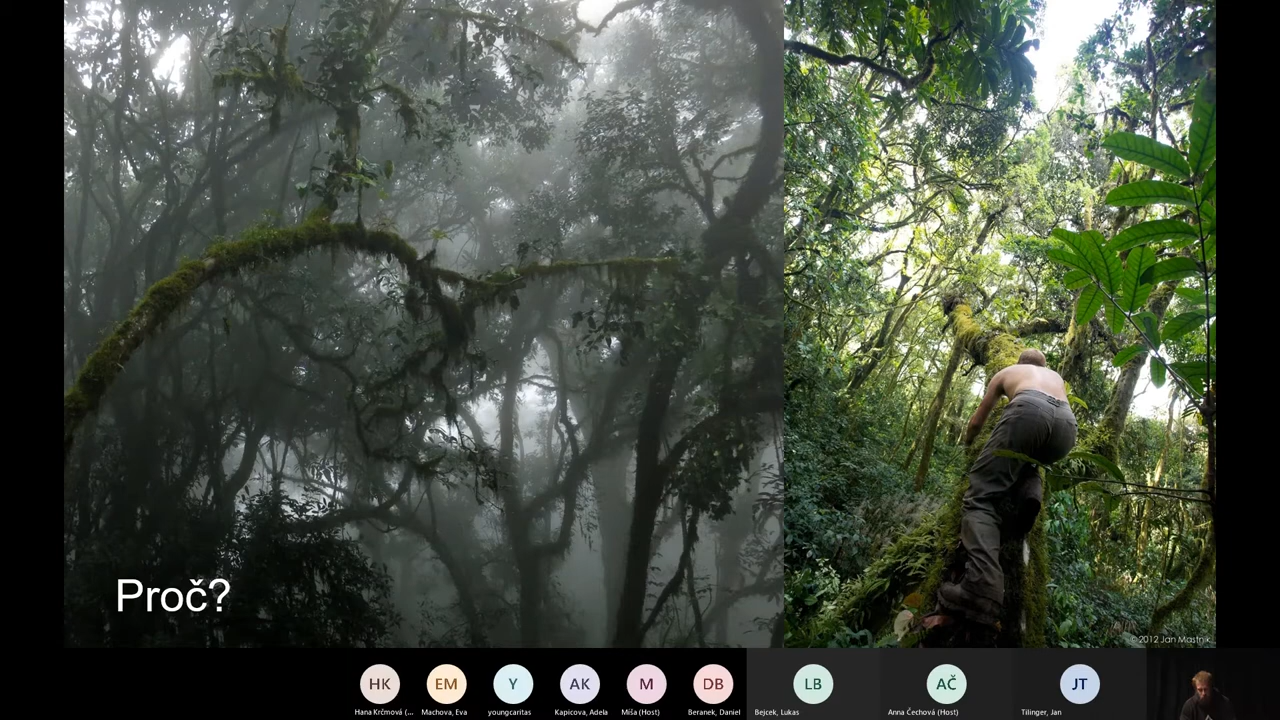 Proč?
©2012 Jan Mastník
HK
EM
Y
AK
M
DB
LB
AČ
JT
Hana Krčmová (...
Machova, Eva
youngcaritas
Kapicova, Adela
Míša (Host)
Beranek, Daniel
Bejcek, Lukas
Anna Čechová (Host)
Tilinger, Jan